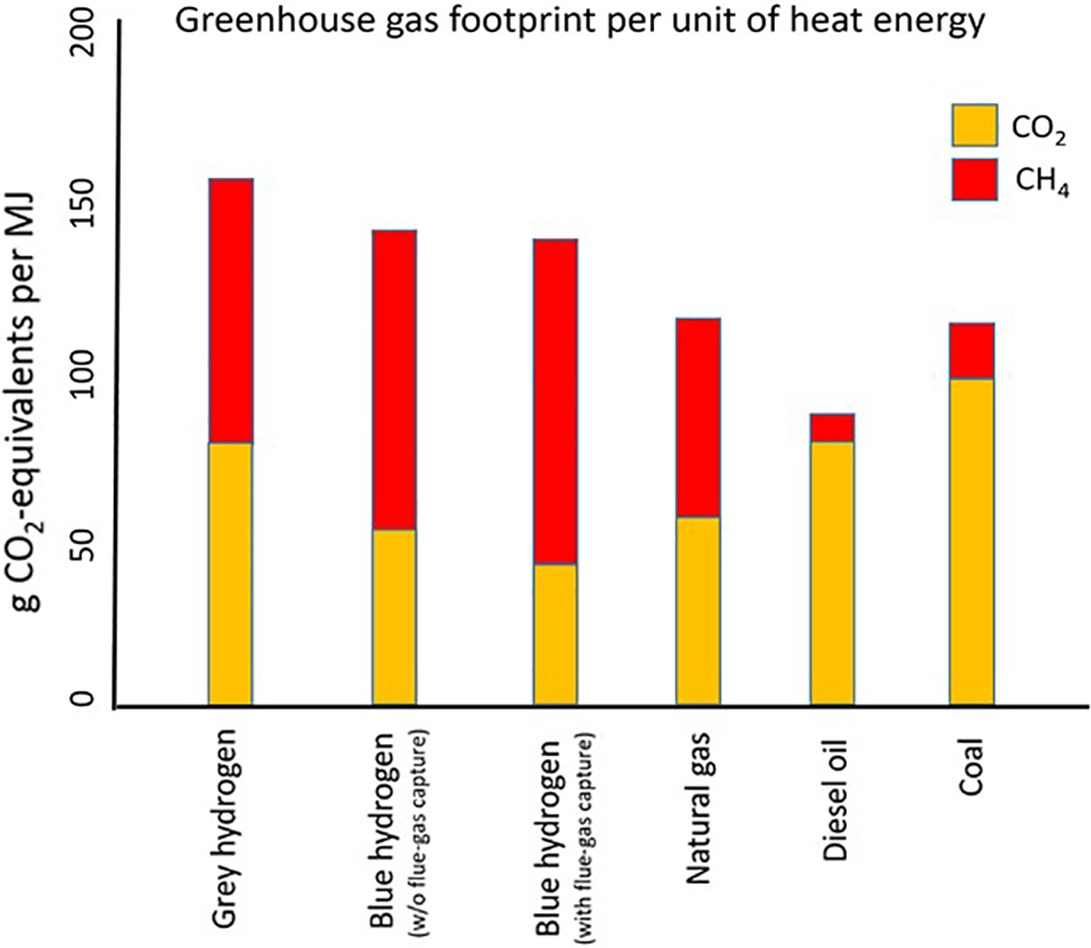 Greenhouse gas footprint per unit of heat energy
CO₂
CH₄
g CO₂-equivalents per MJ
200
150
100
50
0
Grey hydrogen
Blue hydrogen
(w/o flue-gas capture)
Blue hydrogen
(with flue-gas capture)
Natural gas
Diesel oil
Coal